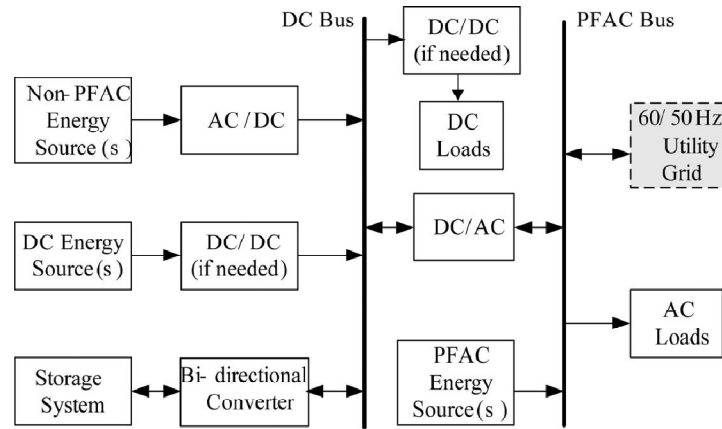 DC Bus
DC/DC
(if needed)
PFAC Bus
Non-PFAC
Energy
Source(s)
AC/DC
DC
Loads
60/50Hz
Utility
Grid
DC Energy
Source(s)
DC/DC
(if needed)
DC/AC
Storage
System
Bi-directional
Converter
PFAC
Energy
Source(s)
AC
Loads